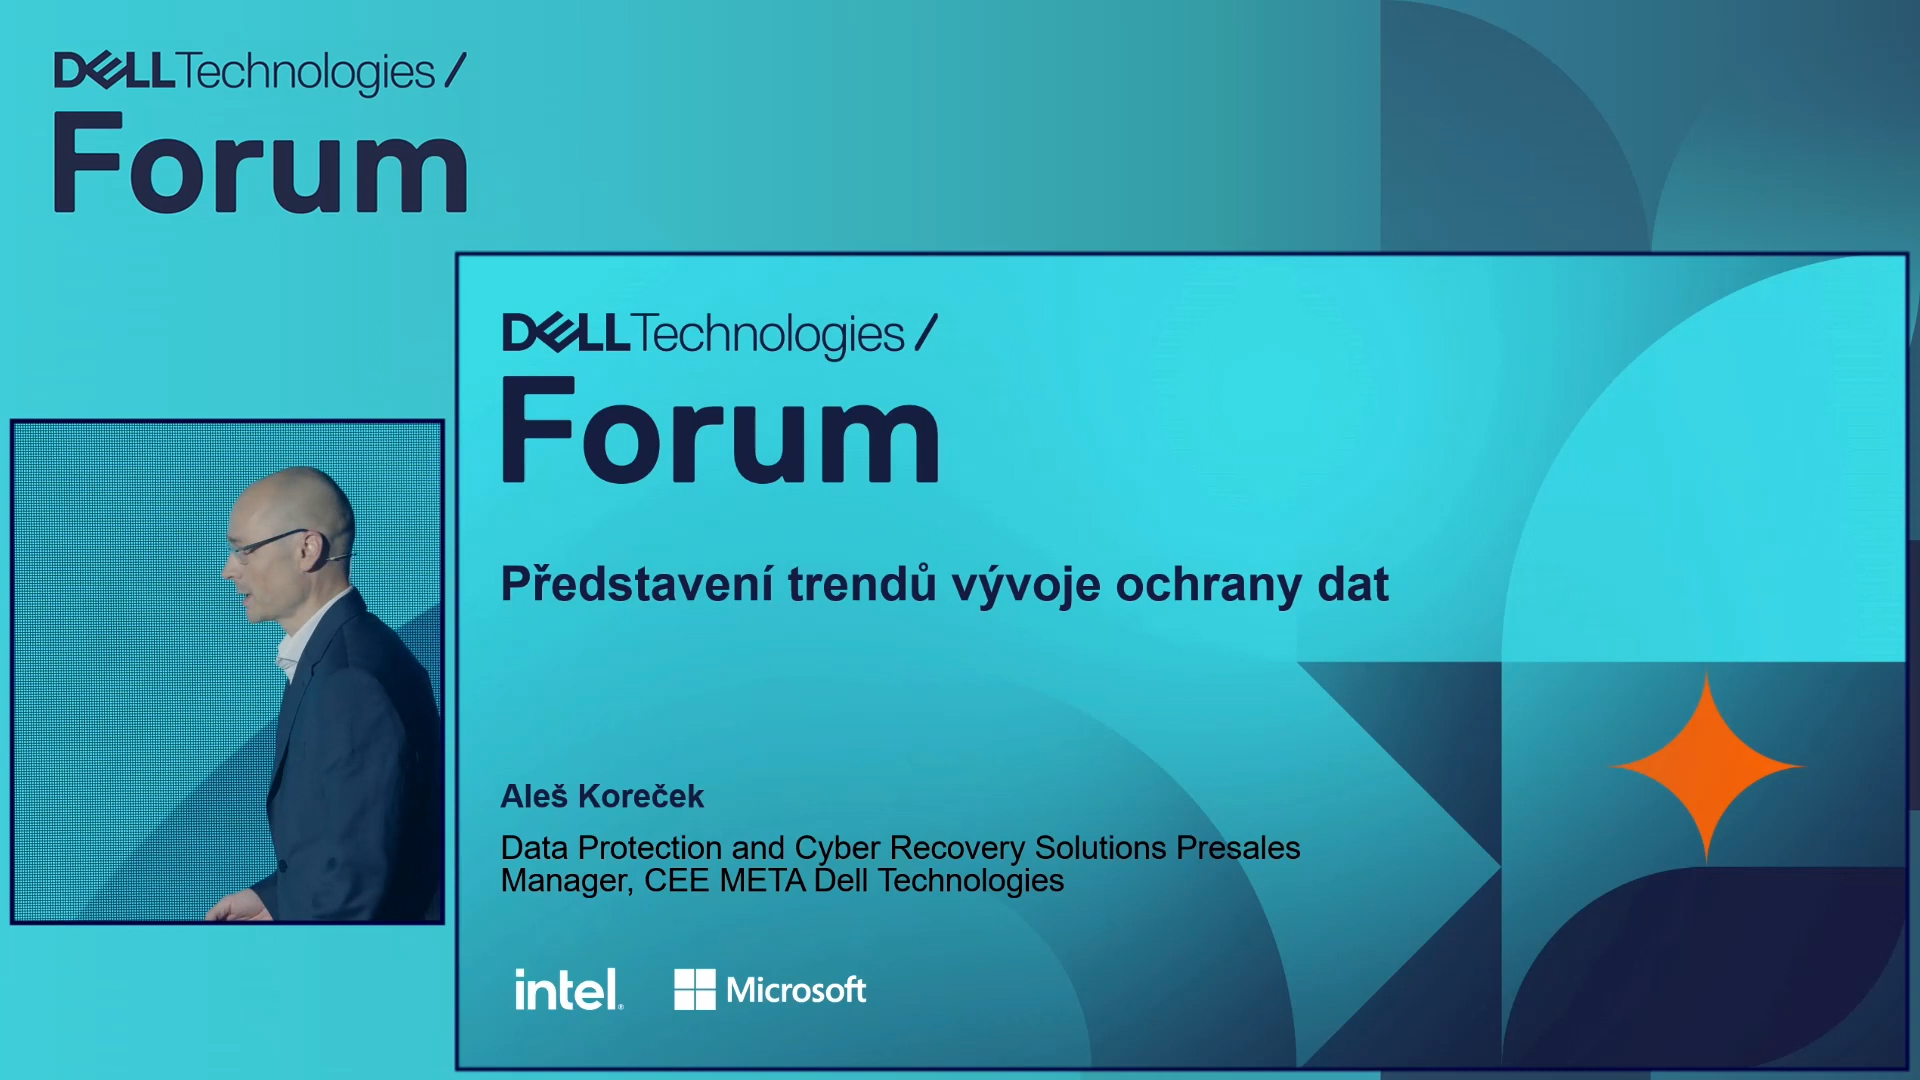 DELL Technologies /
Forum
DELL Technologies /
Forum
Představení trendů vývoje ochrany dat
Aleš Koreček
Data Protection and Cyber Recovery Solutions Presales
Manager, CEE META Dell Technologies
intel. Microsoft